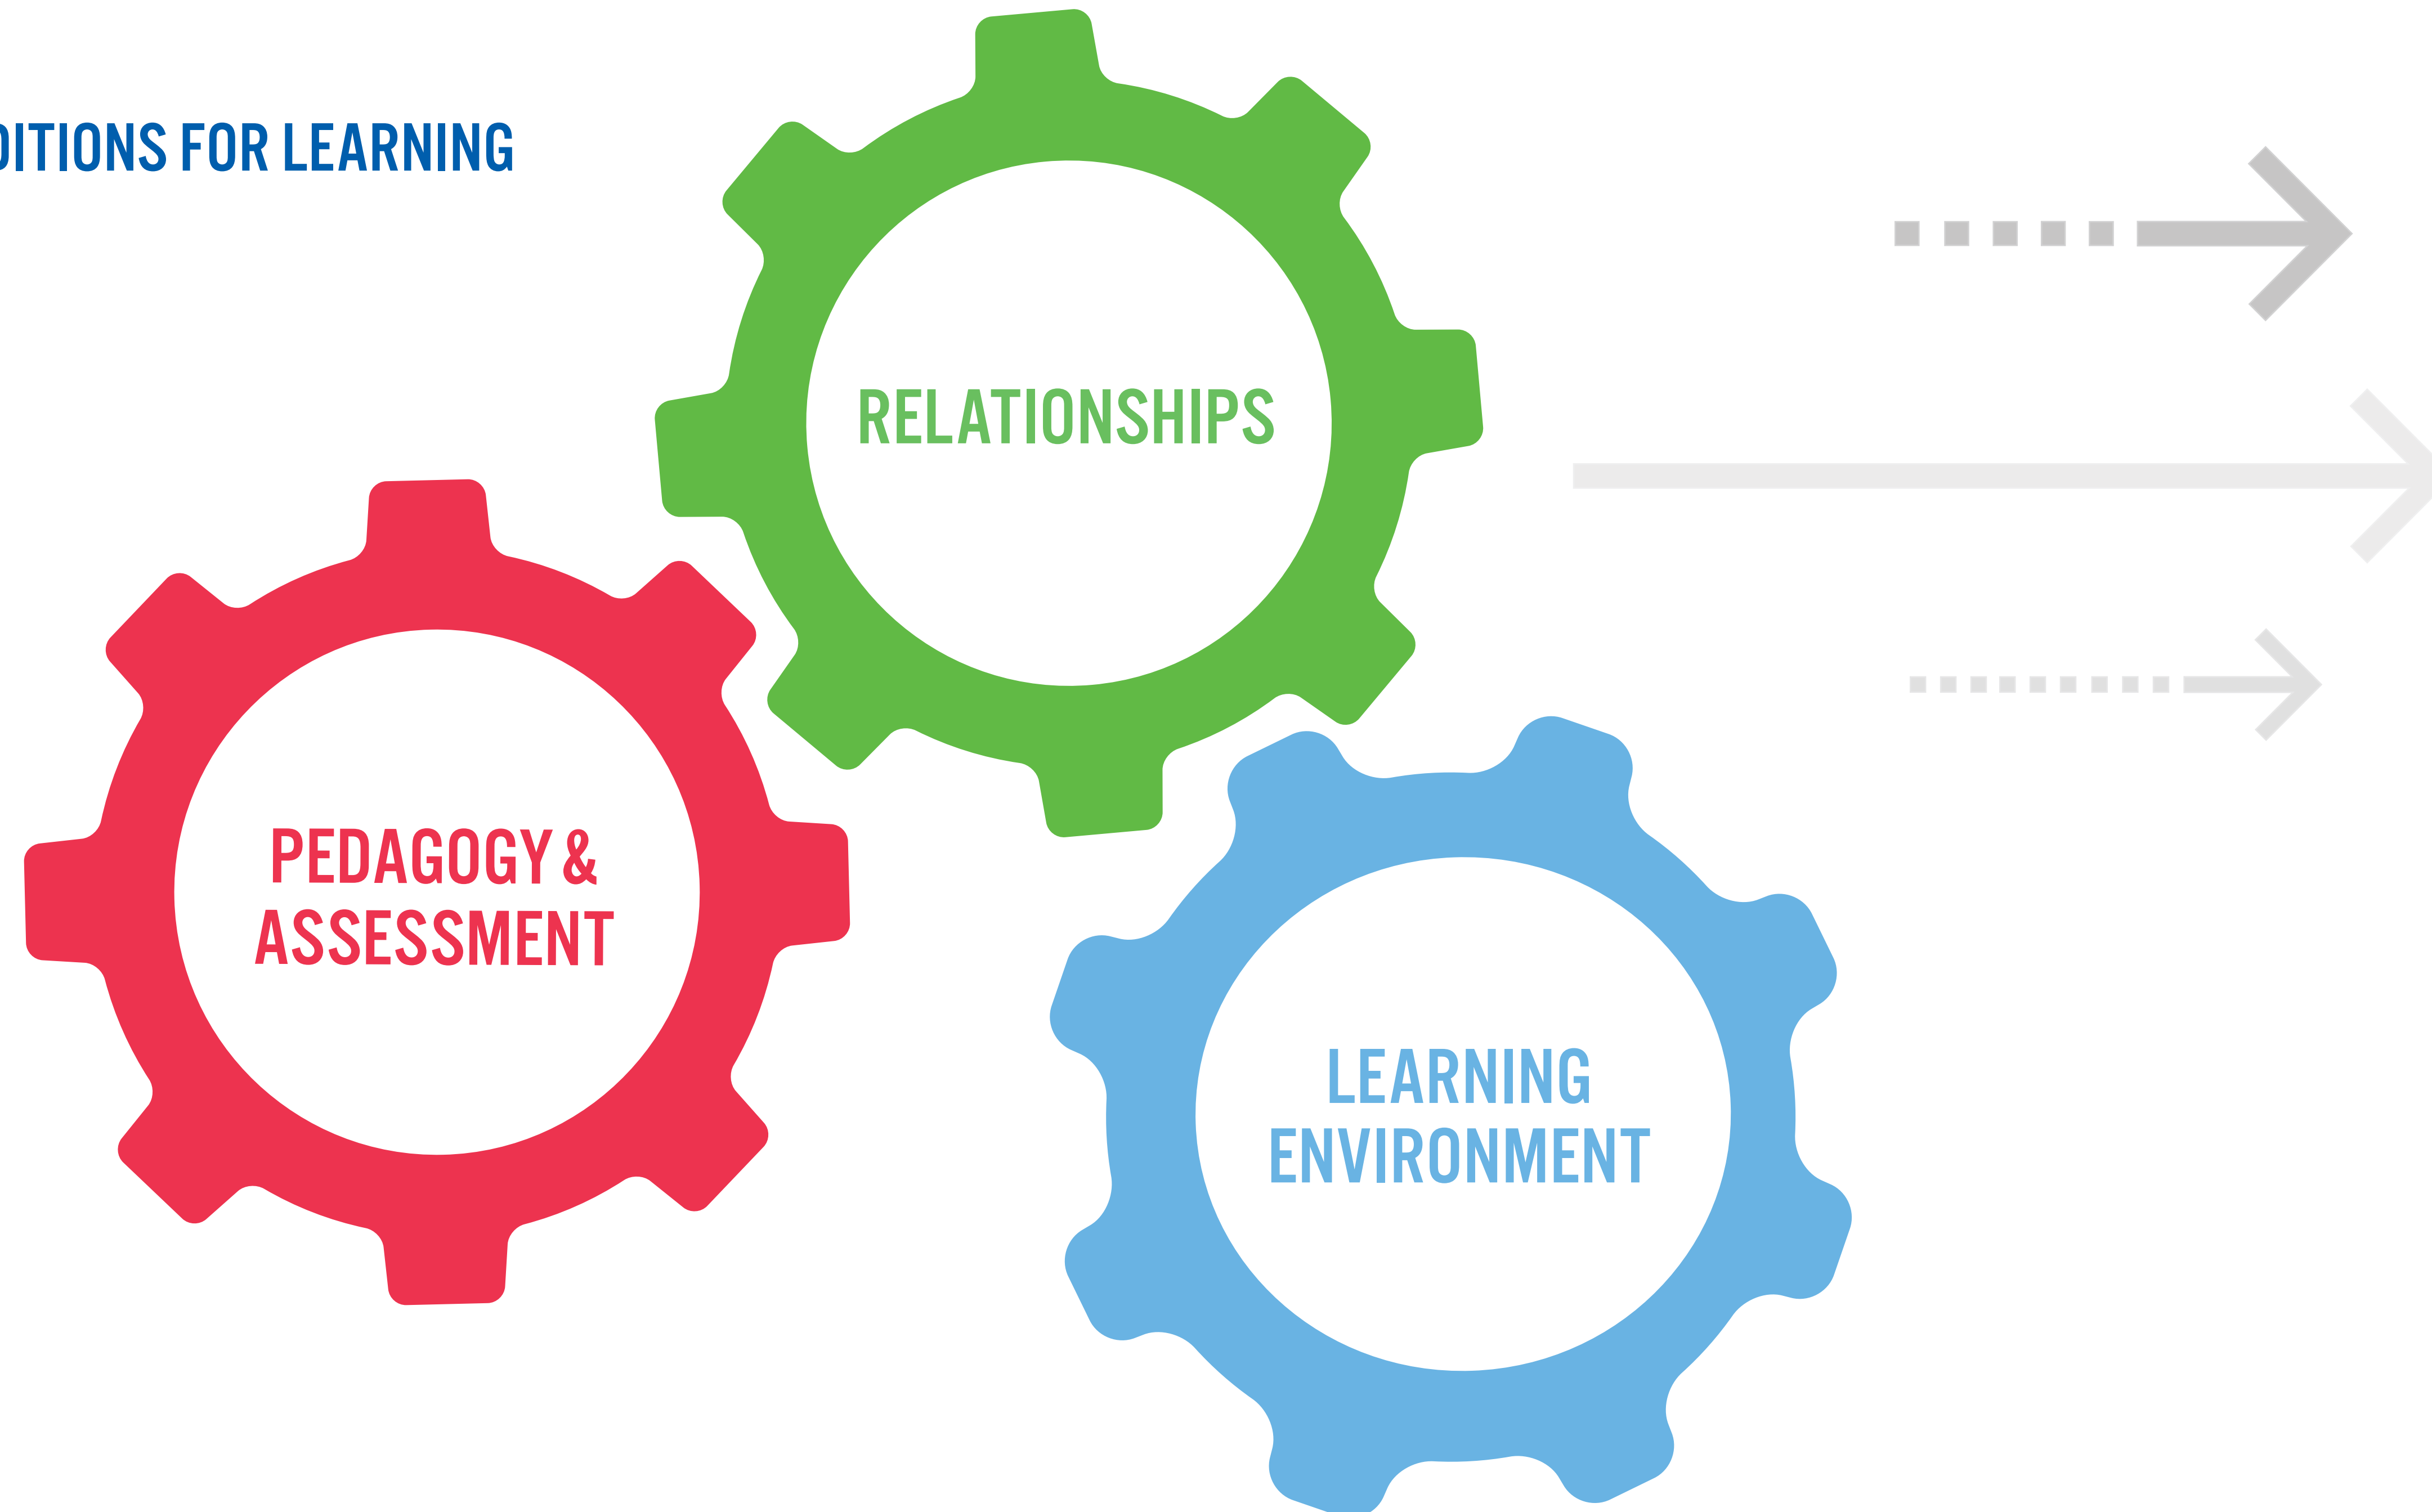 DITIONS FOR LEARNING
RELATIONSHIPS
PEDAGOGY &
ASSESSMENT
LEARNING
ENVIRONMENT